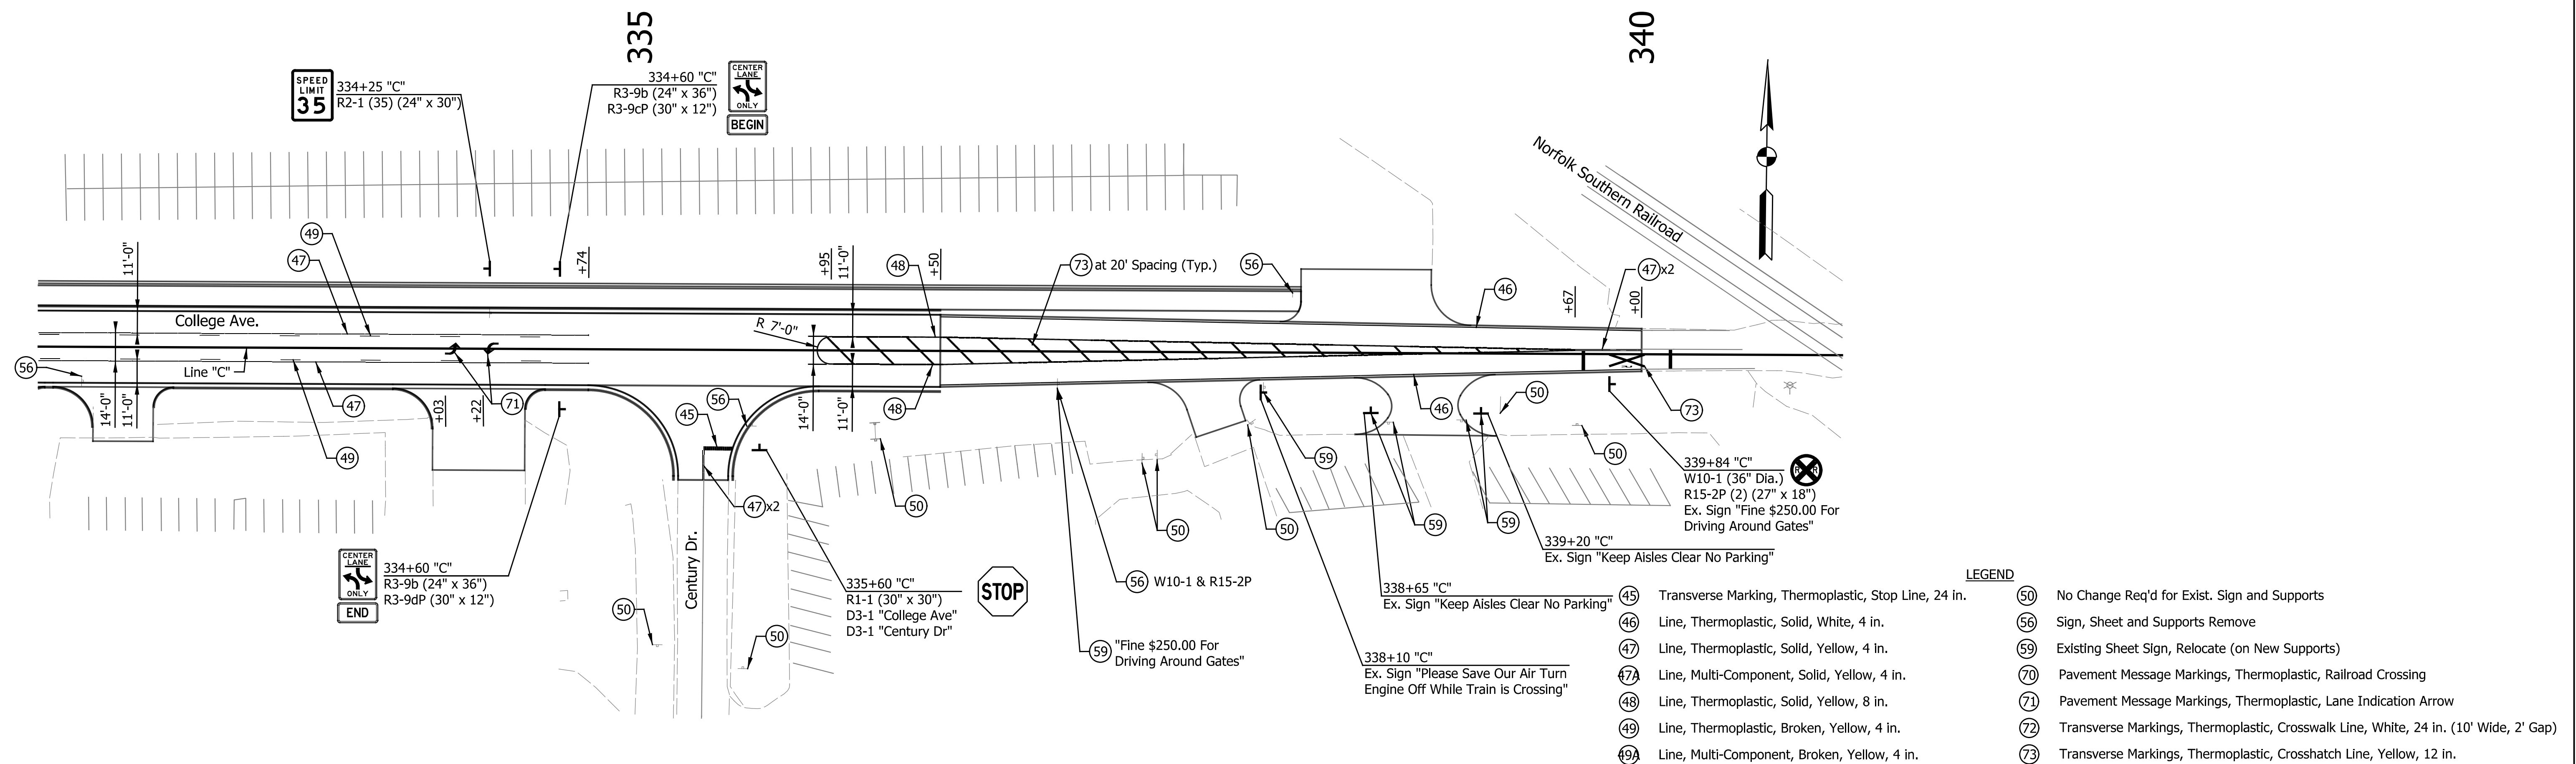 335
340
SPEED
LIMIT
35
334+25 "C"
R2-1 (35) (24" x 30")
334+60 "C"
R3-9b (24" x 36")
R3-9cP (30" x 12")
CENTER
LANE
ONLY
BEGIN
Norfolk Southern Railroad
49
47
11'-0"
+74
+95
11'-0"
48
+50
73 at 20' Spacing (Typ.)
56
46
47 x2
+67
+00
College Ave.
R 7'-0"
56
Line "C"
14'-0"
11'-0"
47
49
+03
+22
71
45
56
14'-0"
11'-0"
48
46
50
73
59
50
50
47 x2
50
50
59
59
339+84 "C"
W10-1 (36" Dia.)
R15-2P (2) (27" x 18")
Ex. Sign "Fine $250.00 For
Driving Around Gates"
R R
339+20 "C"
Ex. Sign "Keep Aisles Clear No Parking"
CENTER
LANE
ONLY
END
334+60 "C"
R3-9b (24" x 36")
R3-9dP (30" x 12")
Century Dr.
50
50
335+60 "C"
R1-1 (30" x 30")
D3-1 "College Ave"
D3-1 "Century Dr"
STOP
56 W10-1 & R15-2P
59 "Fine $250.00 For
Driving Around Gates"
338+65 "C"
Ex. Sign "Keep Aisles Clear No Parking"
338+10 "C"
Ex. Sign "Please Save Our Air Turn
Engine Off While Train is Crossing"
LEGEND
45 Transverse Marking, Thermoplastic, Stop Line, 24 in.
46 Line, Thermoplastic, Solid, White, 4 in.
47 Line, Thermoplastic, Solid, Yellow, 4 in.
47A Line, Multi-Component, Solid, Yellow, 4 in.
48 Line, Thermoplastic, Solid, Yellow, 8 in.
49 Line, Thermoplastic, Broken, Yellow, 4 in.
49A Line, Multi-Component, Broken, Yellow, 4 in.
50 No Change Req'd for Exist. Sign and Supports
56 Sign, Sheet and Supports Remove
59 Existing Sheet Sign, Relocate (on New Supports)
70 Pavement Message Markings, Thermoplastic, Railroad Crossing
71 Pavement Message Markings, Thermoplastic, Lane Indication Arrow
72 Transverse Markings, Thermoplastic, Crosswalk Line, White, 24 in. (10' Wide, 2' Gap)
73 Transverse Markings, Thermoplastic, Crosshatch Line, Yellow, 12 in.